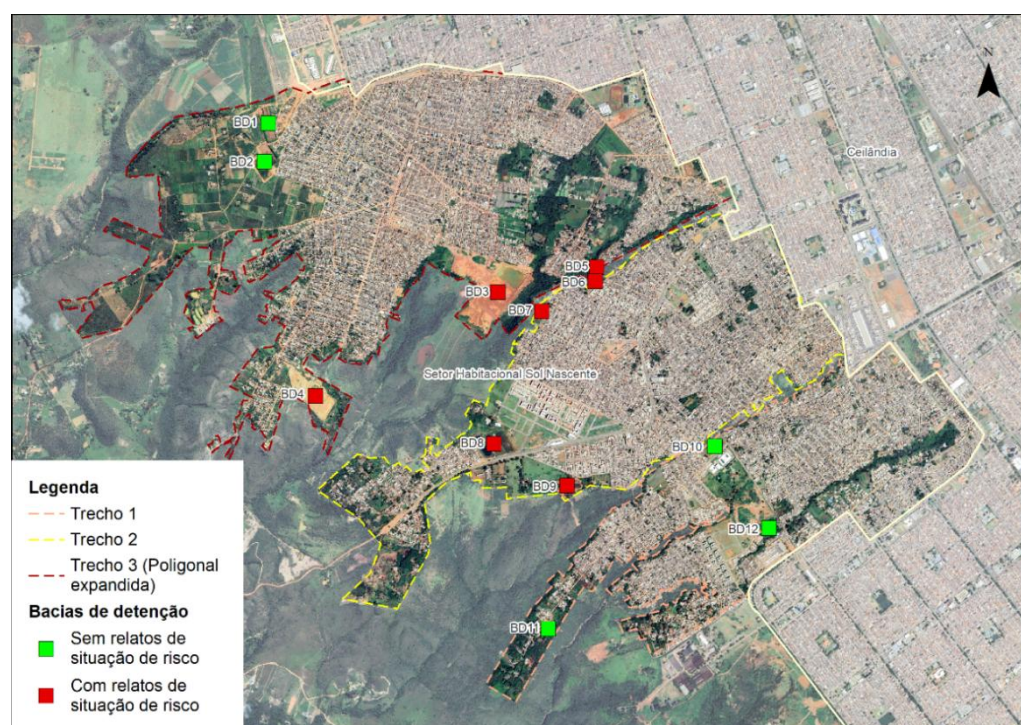 N
BD1
BD2
Ceilândia
BD5
BD6
BD3
BD7
Setor Habitacional Sol Nascente
BD4
BD8
BD10
BD9
BD12
BD11
Legenda
Trecho 1
Trecho 2
Trecho 3 (Poligonal
expandida)
Bacias de detenção
Sem relatos de
situação de risco
Com relatos de
situação de risco